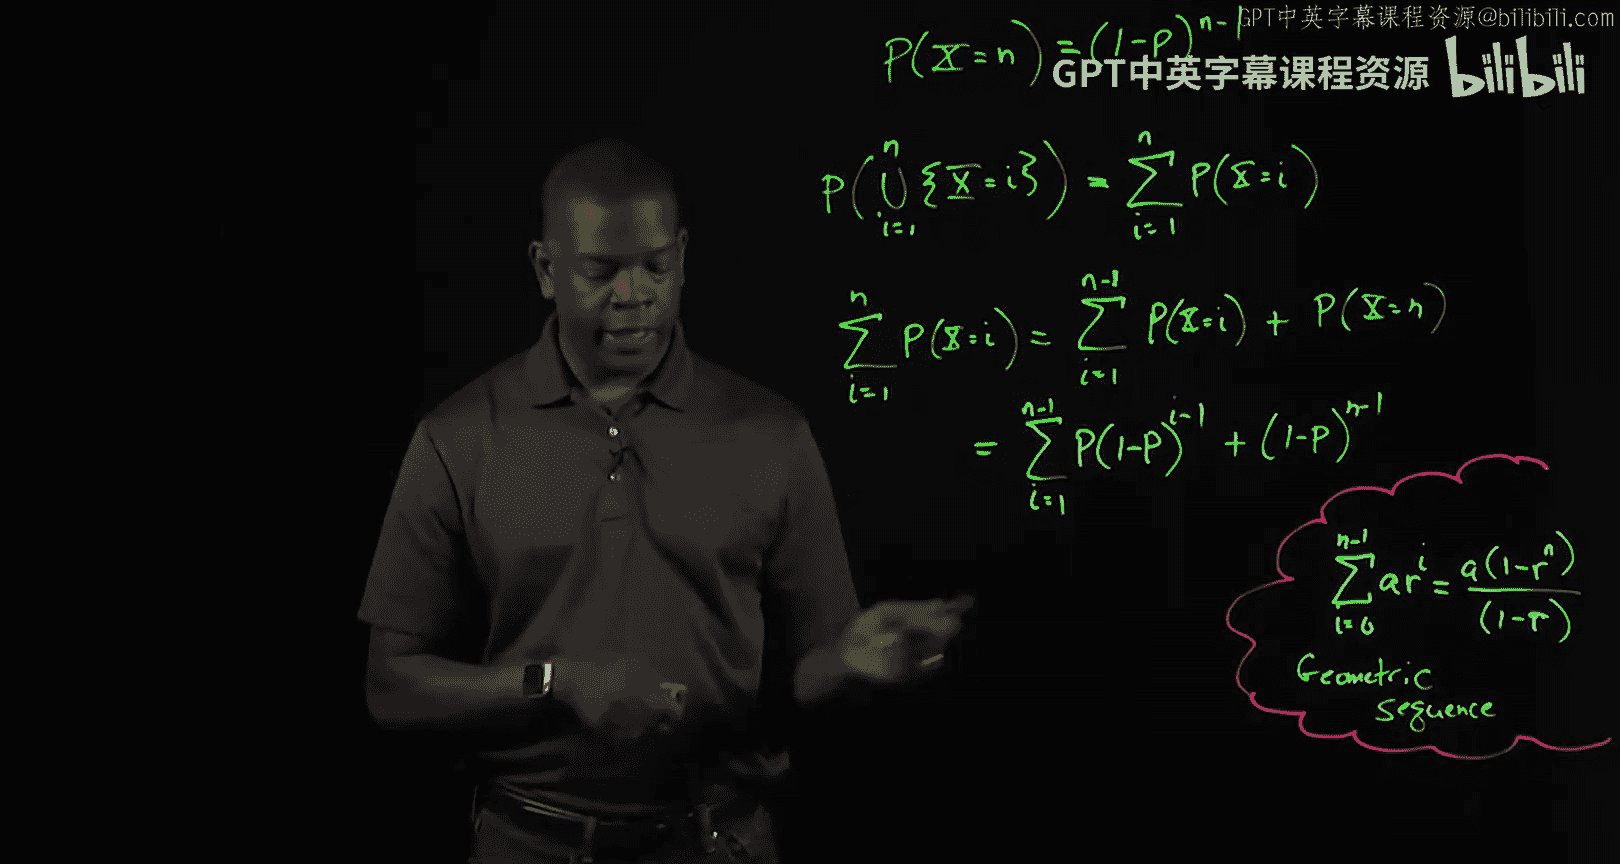 GPT中英字幕课程资源@bilibili.com
P(X=n) = (1-P)^{n-1}
GPT中英字幕课程资源 bilibili
P(⋃_{i=1}^{n} {X=i}) = ∑_{i=1}^{n} P(X=i)
∑_{i=1}^{n} P(X=i) = ∑_{i=1}^{n-1} P(X=i) + P(X=n)
= ∑_{i=1}^{n-1} P(1-P)^{i-1} + (1-P)^{n-1}
∑_{i=0}^{n-1} ar^{i} = a(1-r^{n}) / (1-r)
Geometric
sequence